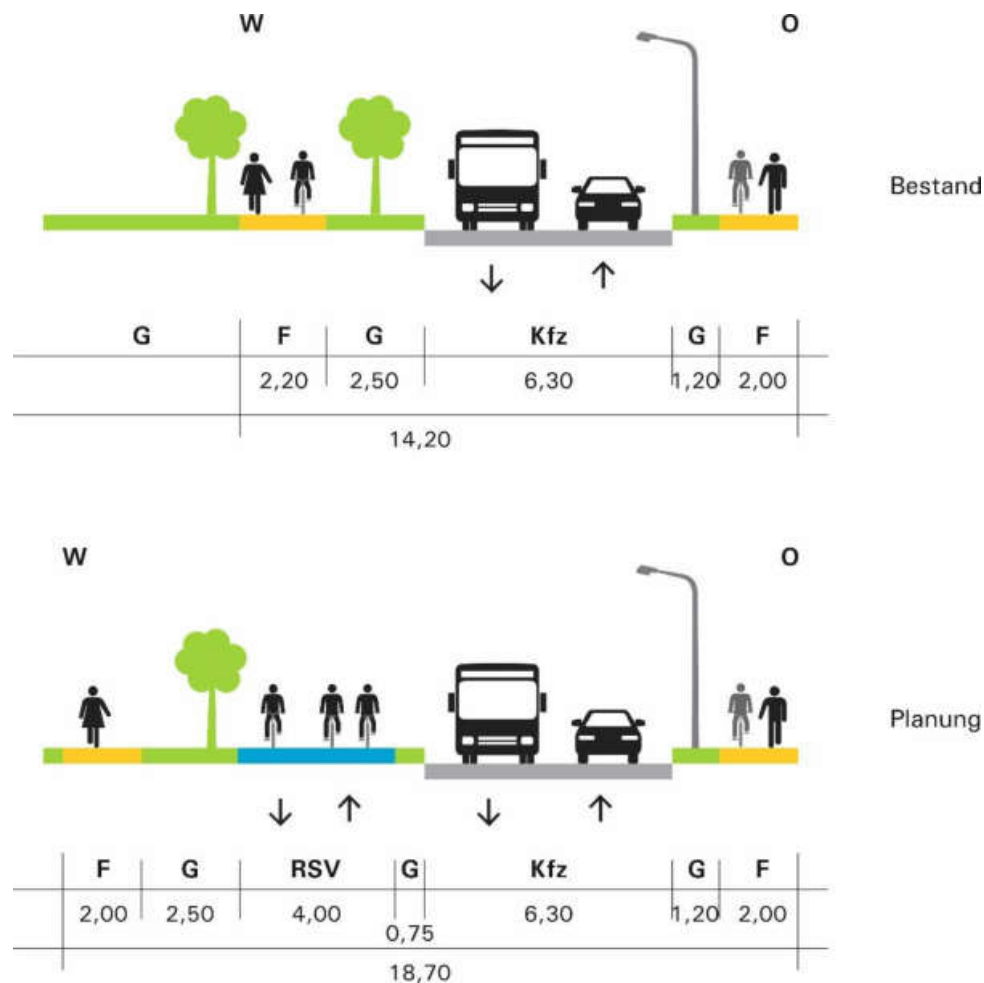 W O
Bestand
G F G Kfz G F
2,20 2,50 6,30 1,20 2,00
14,20
W O
Planung
F G RSV G Kfz G F
2,00 2,50 4,00 0,75 6,30 1,20 2,00
18,70